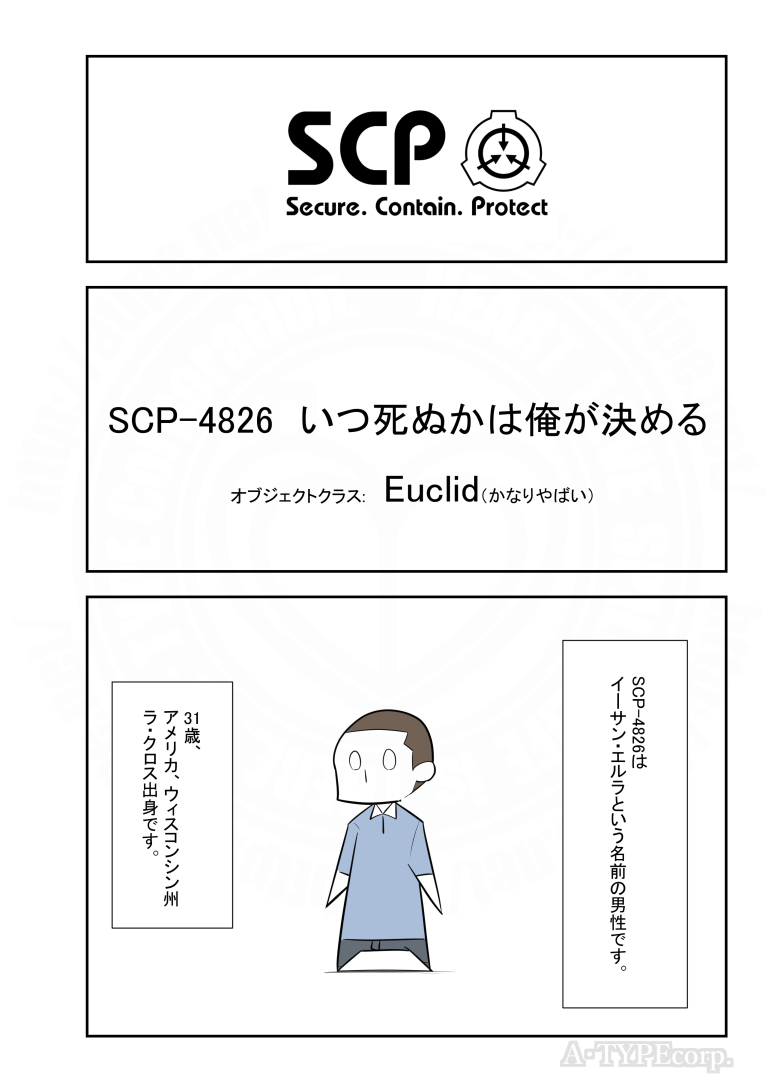 SCP
Secure. Contain. Protect
SCP-4826 いつ死ぬかは俺が決める
オブジェクトクラス: Euclid(かなりやばい)
SCP-4826は
イーサン・エルラという名前の男性です。
31歳、
アメリカ、ウィスコンシン州
ラ・クロス出身です。
A-TYPEcorp.